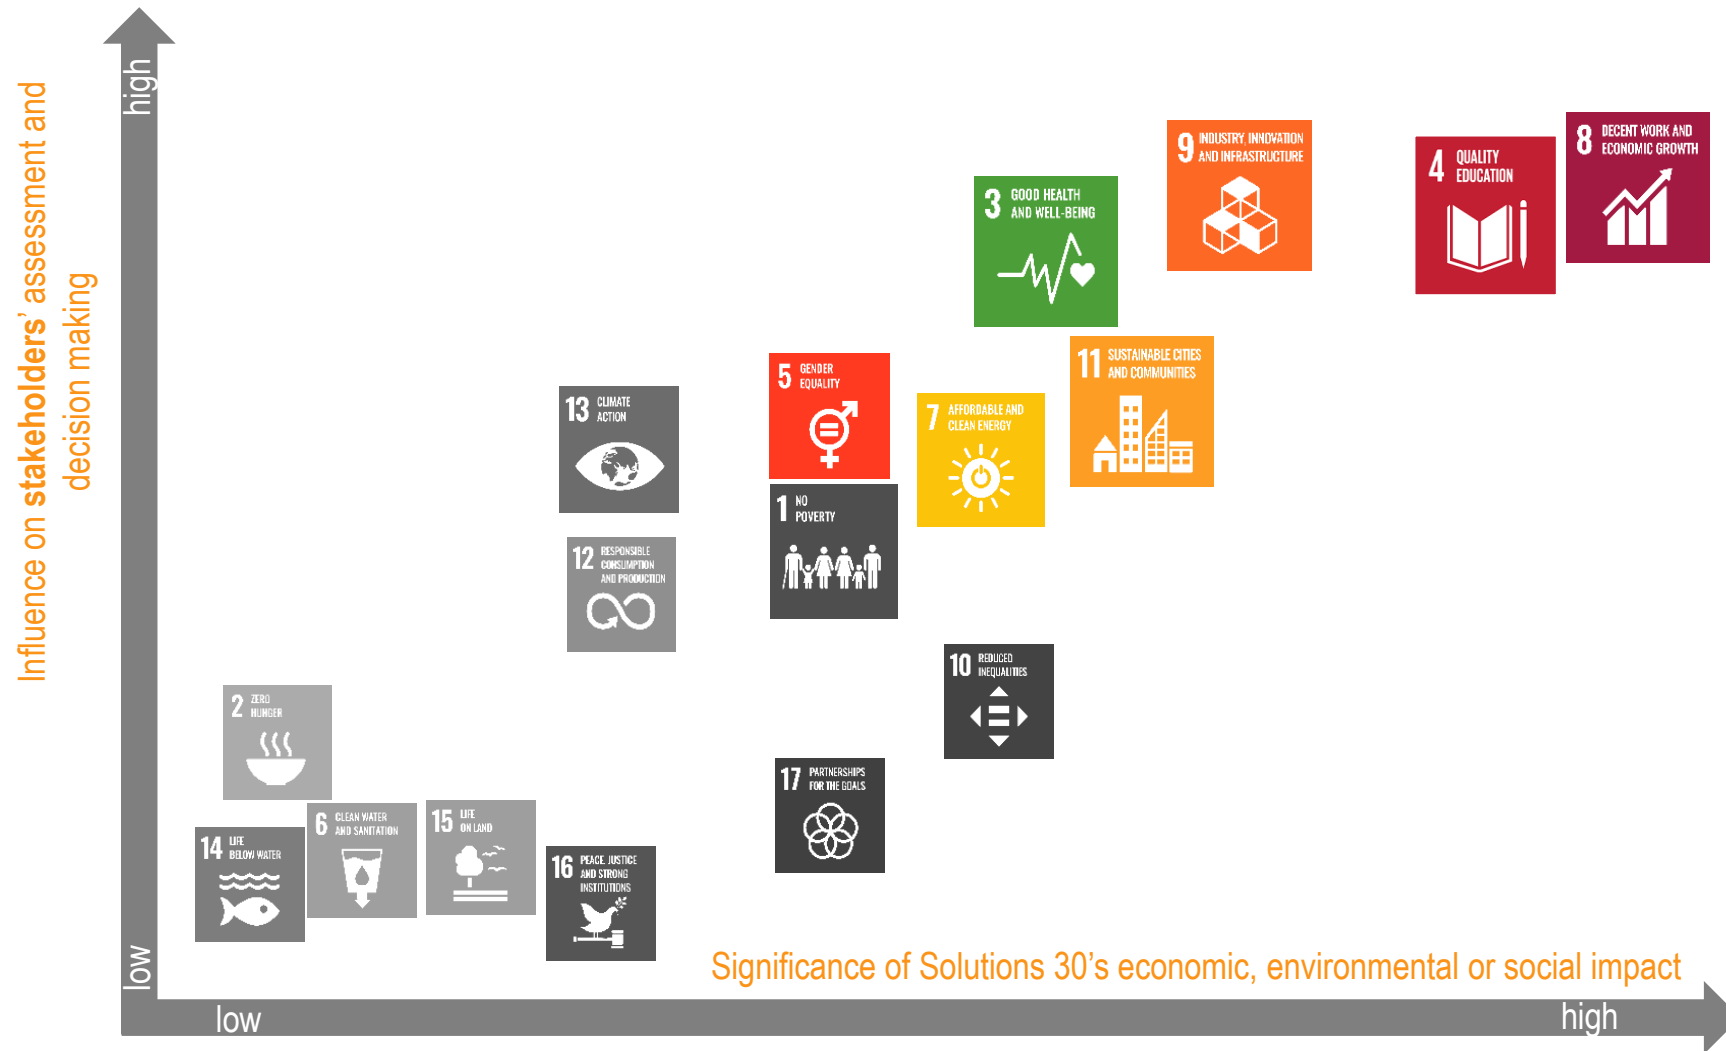 high
Influence on stakeholders' assessment and
decision making
8 DECENT WORK AND
ECONOMIC GROWTH
9 INDUSTRY, INNOVATION
AND INFRASTRUCTURE
4 QUALITY
EDUCATION
3 GOOD HEALTH
AND WELL-BEING
11 SUSTAINABLE CITIES
AND COMMUNITIES
5 GENDER
EQUALITY
13 CLIMATE
ACTION
7 AFFORDABLE AND
CLEAN ENERGY
1 NO
POVERTY
12 RESPONSIBLE
CONSUMPTION
AND PRODUCTION
10 REDUCED
INEQUALITIES
2 ZERO
HUNGER
17 PARTNERSHIPS
FOR THE GOALS
6 CLEAN WATER
AND SANITATION
15 LIFE
ON LAND
14 LIFE
BELOW WATER
16 PEACE, JUSTICE
AND STRONG
INSTITUTIONS
low
Significance of Solutions 30's economic, environmental or social impact
low
high